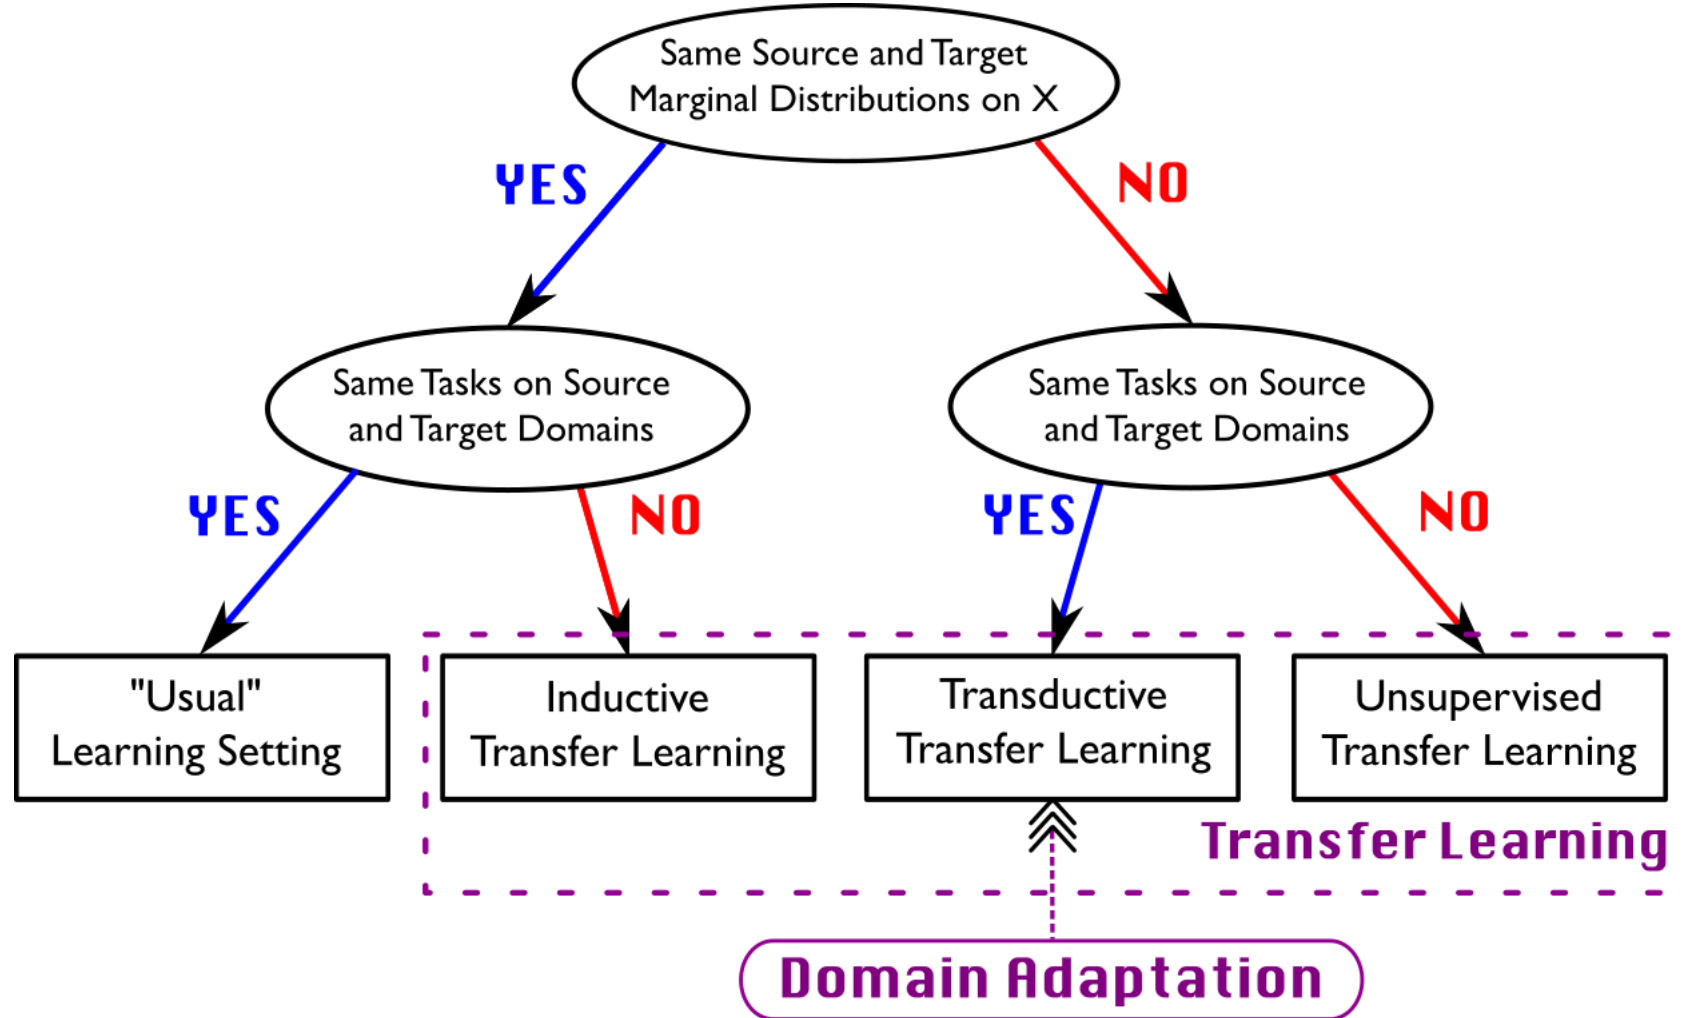 Same Source and Target
Marginal Distributions on X
YES
NO
Same Tasks on Source
and Target Domains
Same Tasks on Source
and Target Domains
YES
NO
YES
NO
"Usual"
Learning Setting
Inductive
Transfer Learning
Transductive
Transfer Learning
Unsupervised
Transfer Learning
Transfer Learning
Domain Adaptation